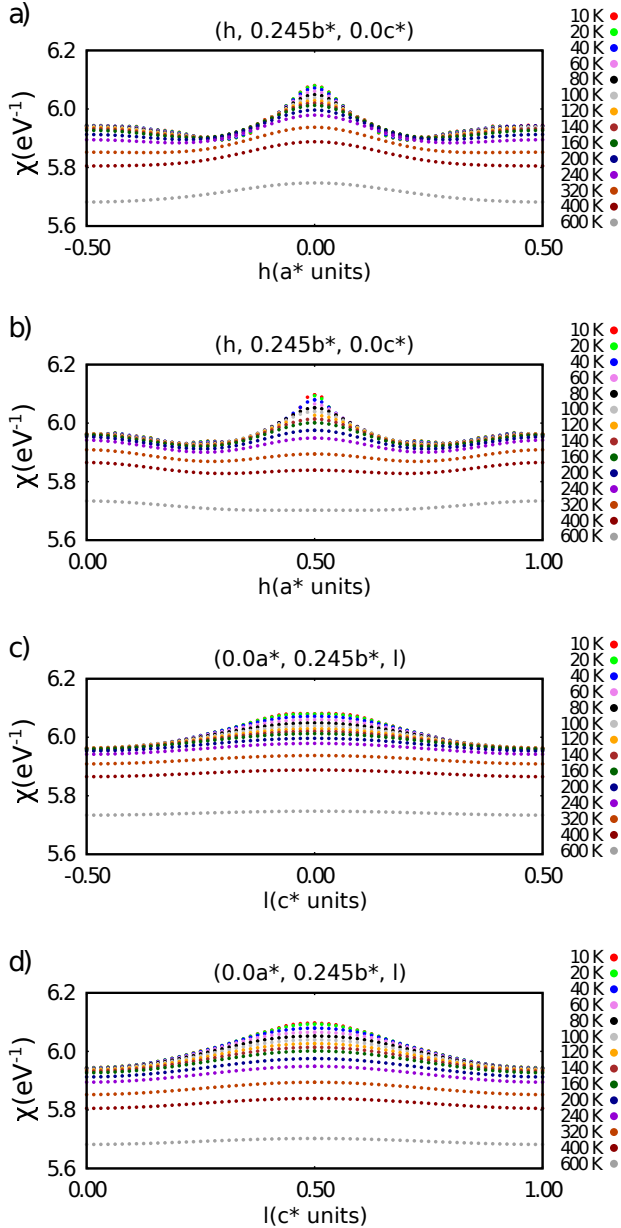 a)
(h, 0.245b*, 0.0c*)
10 K
20 K
40 K
60 K
80 K
100 K
120 K
140 K
160 K
200 K
240 K
320 K
400 K
600 K
6.2
6.0
5.8
5.6
χ(eV⁻¹)
-0.50
0.00
0.50
h(a* units)
b)
(h, 0.245b*, 0.0c*)
10 K
20 K
40 K
60 K
80 K
100 K
120 K
140 K
160 K
200 K
240 K
320 K
400 K
600 K
6.2
6.0
5.8
5.6
χ(eV⁻¹)
0.00
0.50
1.00
h(a* units)
c)
(0.0a*, 0.245b*, l)
10 K
20 K
40 K
60 K
80 K
100 K
120 K
140 K
160 K
200 K
240 K
320 K
400 K
600 K
6.2
6.0
5.8
5.6
χ(eV⁻¹)
-0.50
0.00
0.50
l(c* units)
d)
(0.0a*, 0.245b*, l)
10 K
20 K
40 K
60 K
80 K
100 K
120 K
140 K
160 K
200 K
240 K
320 K
400 K
600 K
6.2
6.0
5.8
5.6
χ(eV⁻¹)
0.00
0.50
1.00
l(c* units)